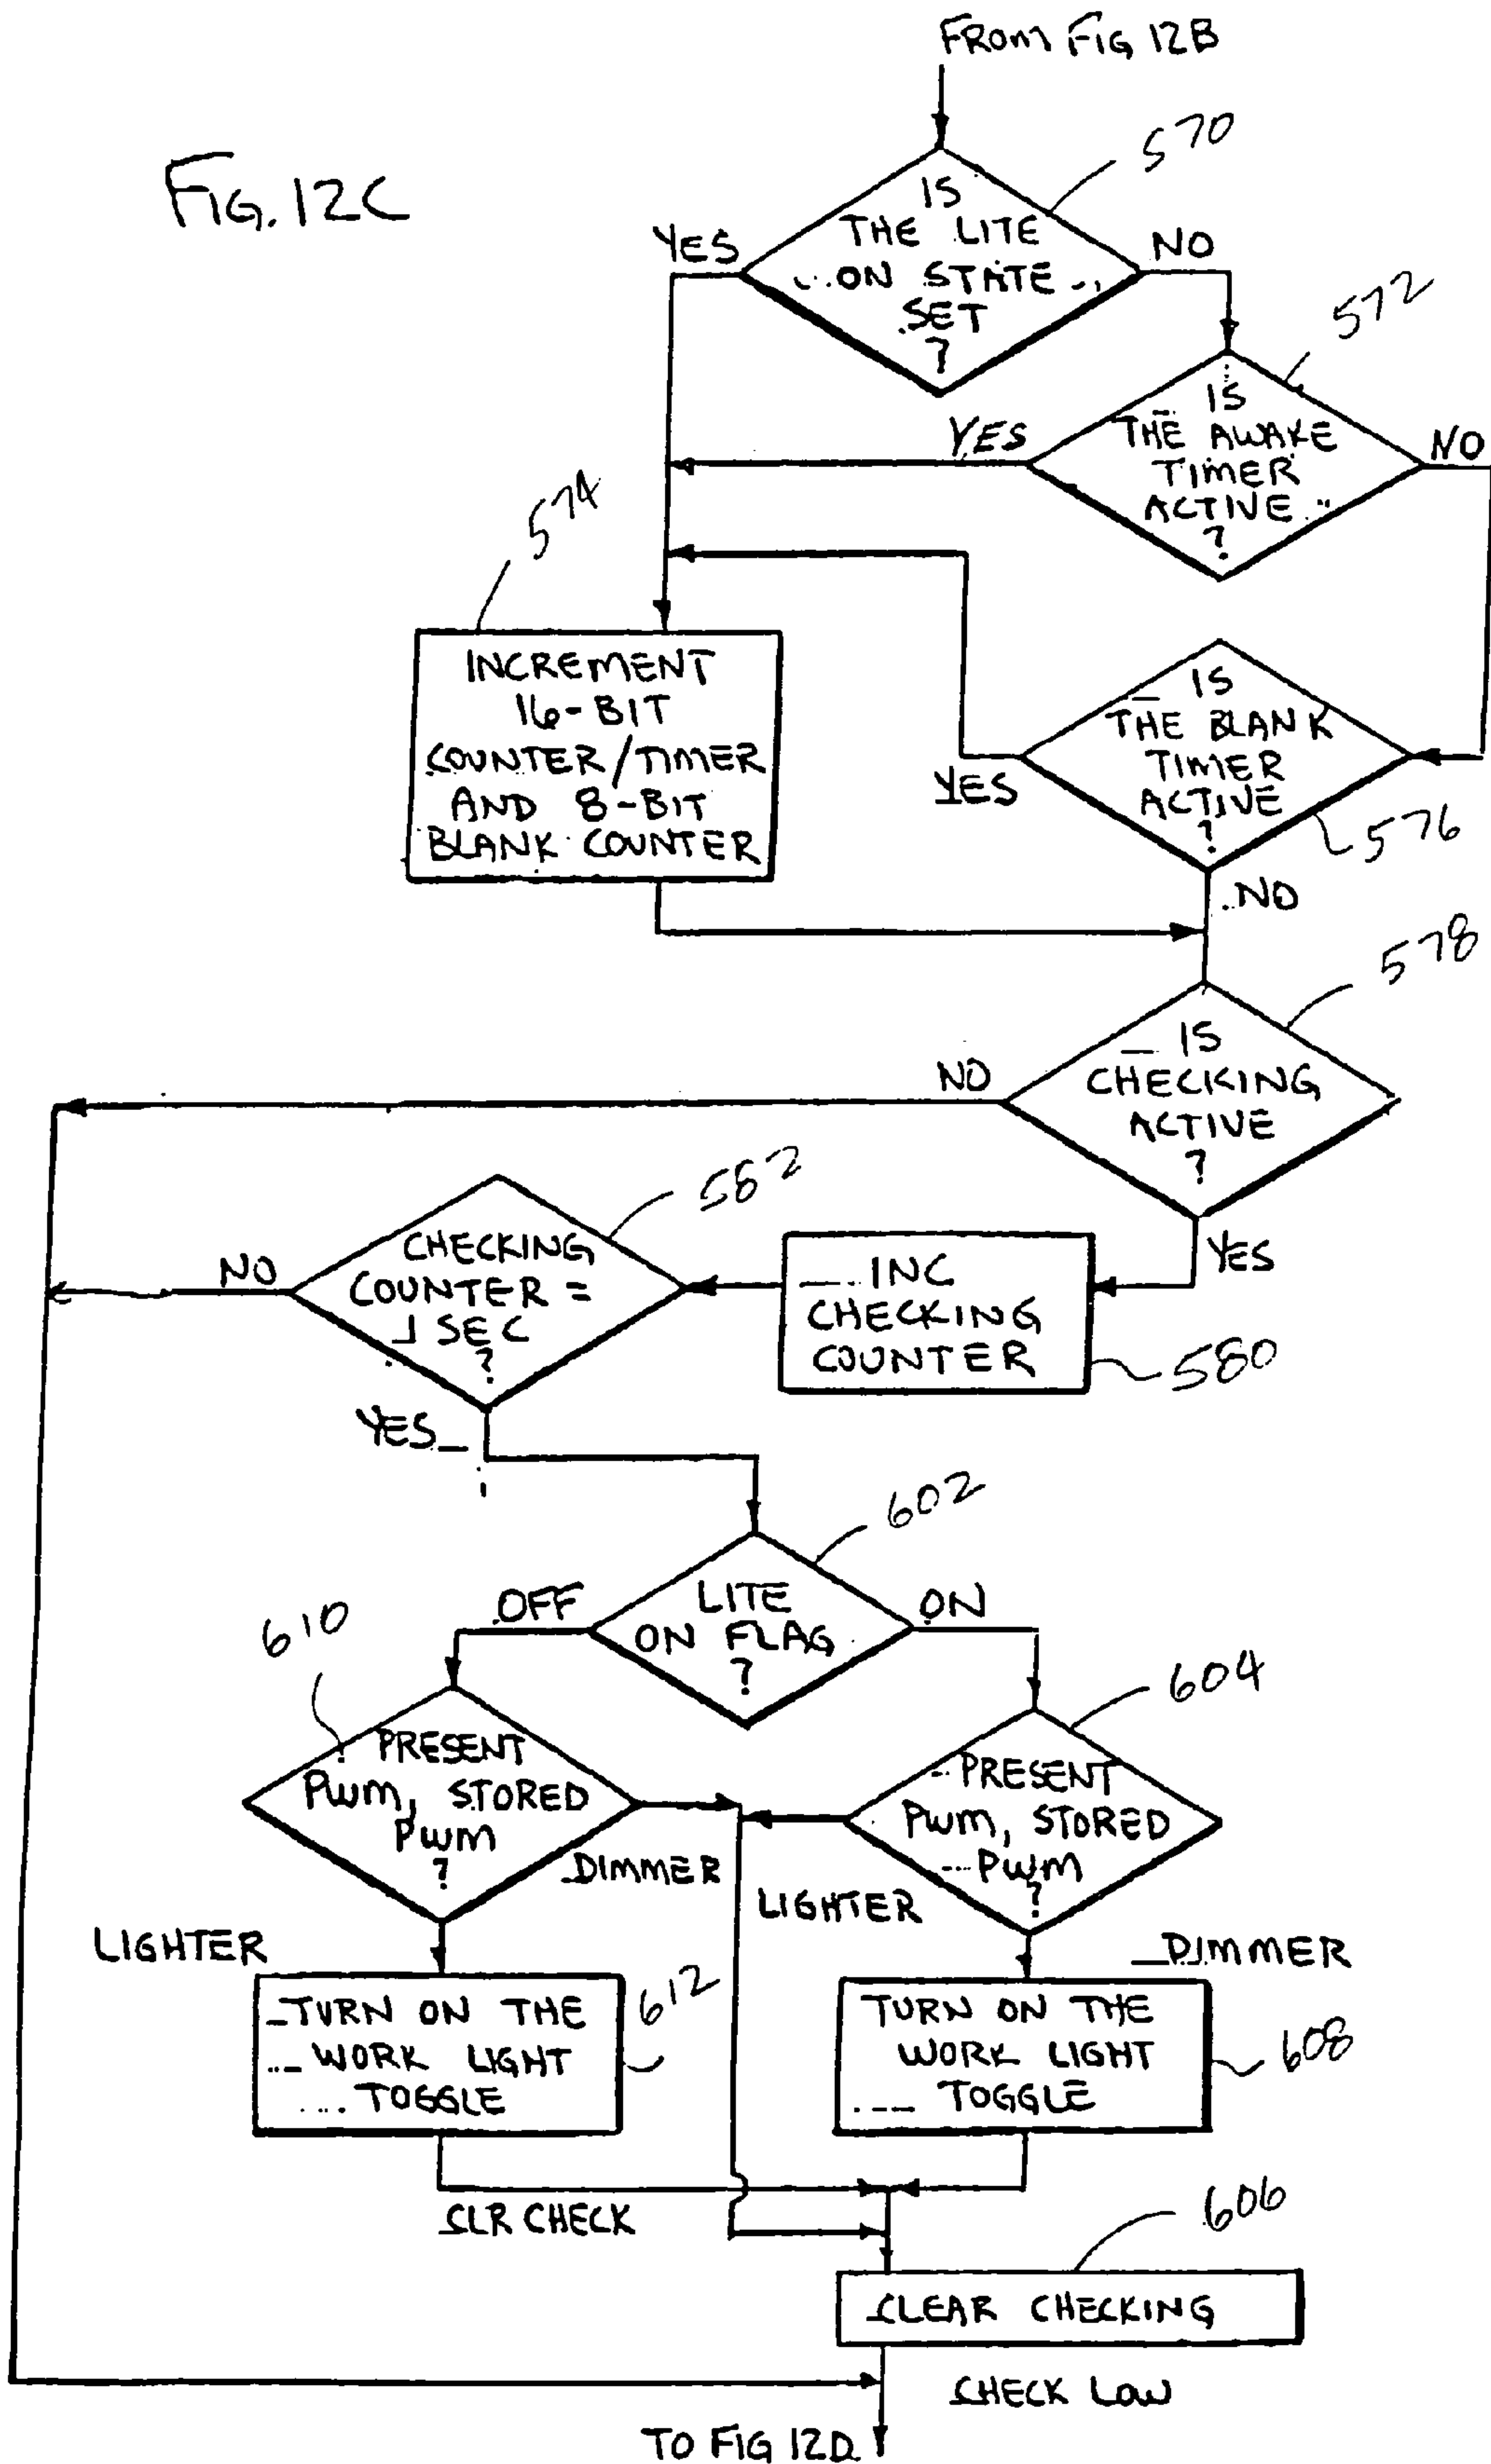 FROM FIG 12B
FIG. 12C
570
IS
THE LITE
ON STATE
SET
?
YES
NO
572
IS
THE AWAKE
TIMER
ACTIVE
?
YES
NO
574
INCREMENT
16-BIT
COUNTER/TIMER
AND 8-BIT
BLANK COUNTER
IS
THE BLANK
TIMER
ACTIVE
?
YES
576
NO
578
IS
CHECKING
ACTIVE
?
NO
YES
582
CHECKING
COUNTER =
1 SEC
?
NO
YES
INC
CHECKING
COUNTER
580
602
LITE
ON FLAG
?
OFF
ON
610
PRESENT
PWM, STORED
PWM
?
DIMMER
LIGHTER
604
PRESENT
PWM, STORED
PWM
?
LIGHTER
DIMMER
TURN ON THE
WORK LIGHT
TOGGLE
612
TURN ON THE
WORK LIGHT
TOGGLE
608
CLR CHECK
606
CLEAR CHECKING
CHECK LOW
TO FIG 12D